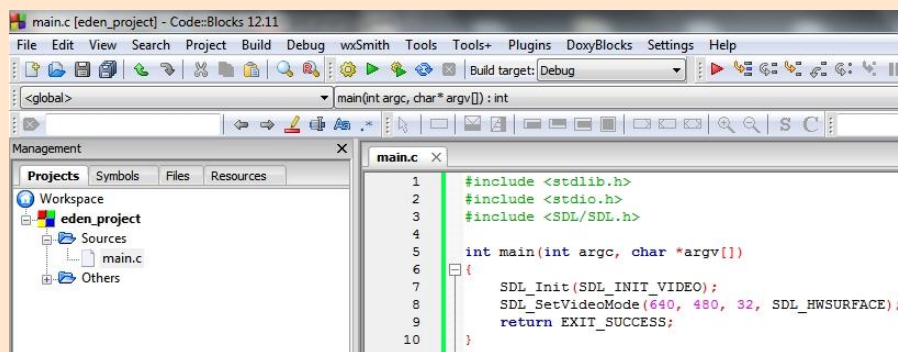 main.c [eden_project] - Code::Blocks 12.11
File Edit View Search Project Build Debug wxSmith Tools Tools+ Plugins DoxyBlocks Settings Help
Build target: Debug
<global> main(int argc, char* argv[]) : int
S C
Management
main.c
Projects Symbols Files Resources
Workspace
eden_project
Sources
main.c
Others
1 #include <stdlib.h>
2 #include <stdio.h>
3 #include <SDL/SDL.h>
4
5 int main(int argc, char *argv[])
6 {
7 SDL_Init(SDL_INIT_VIDEO);
8 SDL_SetVideoMode(640, 480, 32, SDL_HWSURFACE);
9 return EXIT_SUCCESS;
10 }